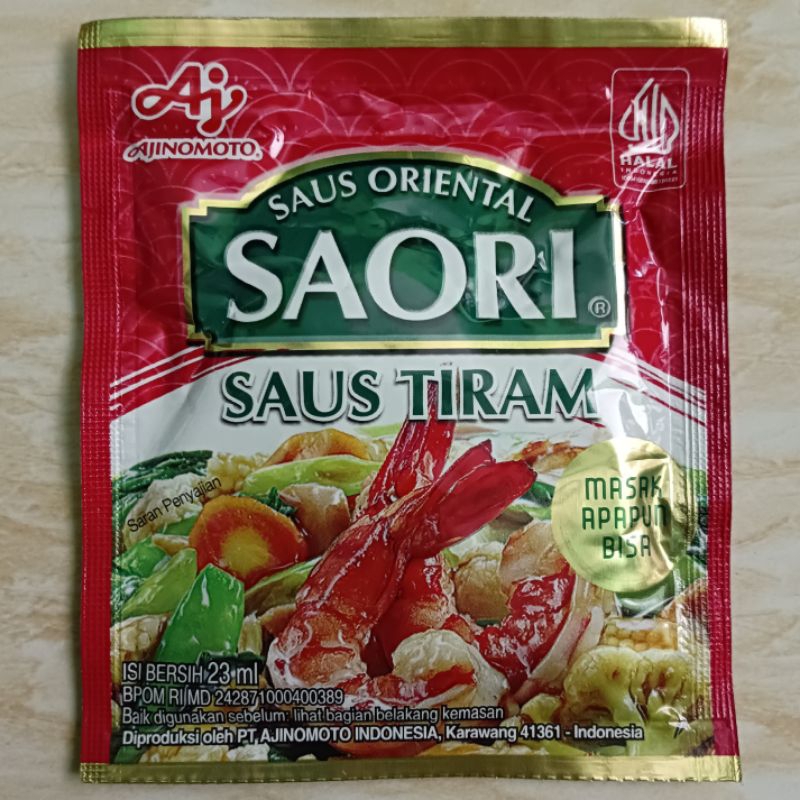 Aj
AJINOMOTO®
HALAL
INDONESIA
SAUS ORIENTAL
SAORI®
SAUS TIRAM
MASAK
APAPUN
BISA
Saran Penyajian
ISI BERSIH 23 ml
BPOM RI MD 242871000400389
Baik digunakan sebelum: lihat bagian belakang kemasan
Diproduksi oleh PT AJINOMOTO INDONESIA, Karawang 41361 - Indonesia